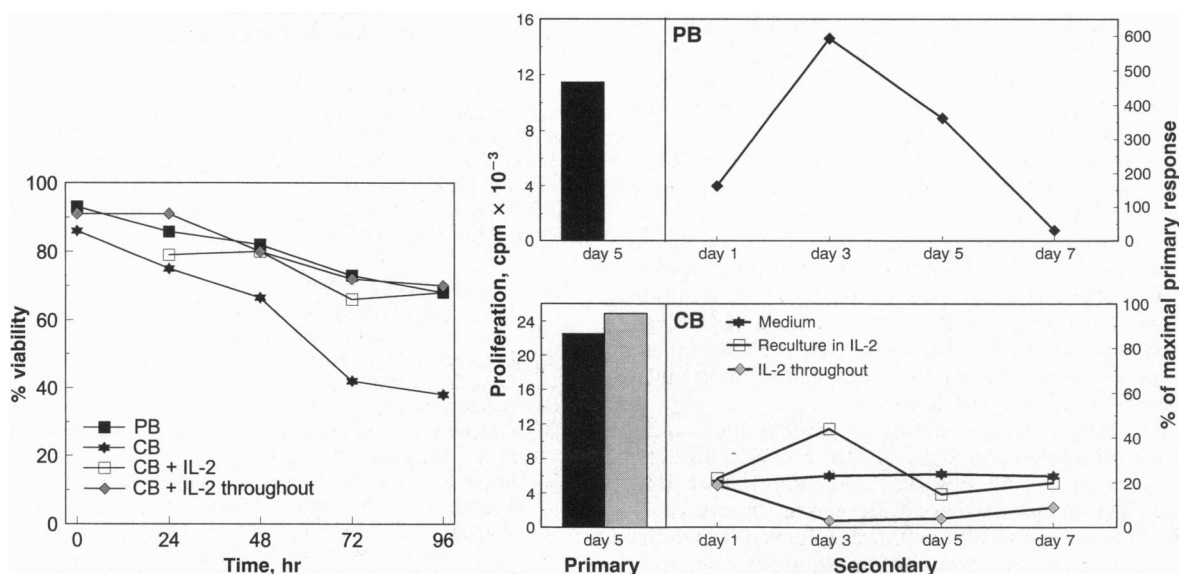 100
80
60
40
20
0
% viability
PB
CB
CB + IL-2
CB + IL-2 throughout
0 24 48 72 96
Time, hr
Proliferation, cpm × 10⁻³
16
12
8
4
0
day 5
PB
day 1 day 3 day 5 day 7
600
500
400
300
200
100
0
24
20
16
12
8
4
0
day 5
CB
Medium
Reculture in IL-2
IL-2 throughout
day 1 day 3 day 5 day 7
100
80
60
40
20
0
% of maximal primary response
Primary
Secondary